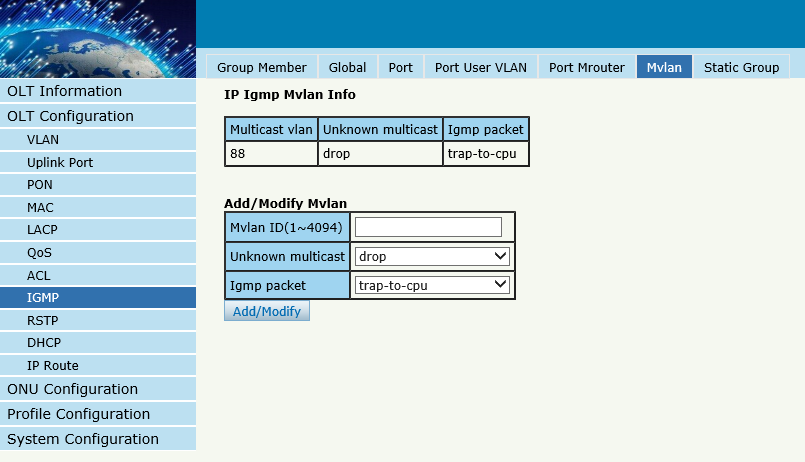 Group Member Global Port Port User VLAN Port Mrouter Mvlan Static Group
OLT Information
OLT Configuration
VLAN
Uplink Port
PON
MAC
LACP
QoS
ACL
IGMP
RSTP
DHCP
IP Route
ONU Configuration
Profile Configuration
System Configuration
IP Igmp Mvlan Info
Multicast vlan Unknown multicast Igmp packet
88 drop trap-to-cpu
Add/Modify Mvlan
Mvlan ID(1~4094)
Unknown multicast drop
Igmp packet trap-to-cpu
Add/Modify